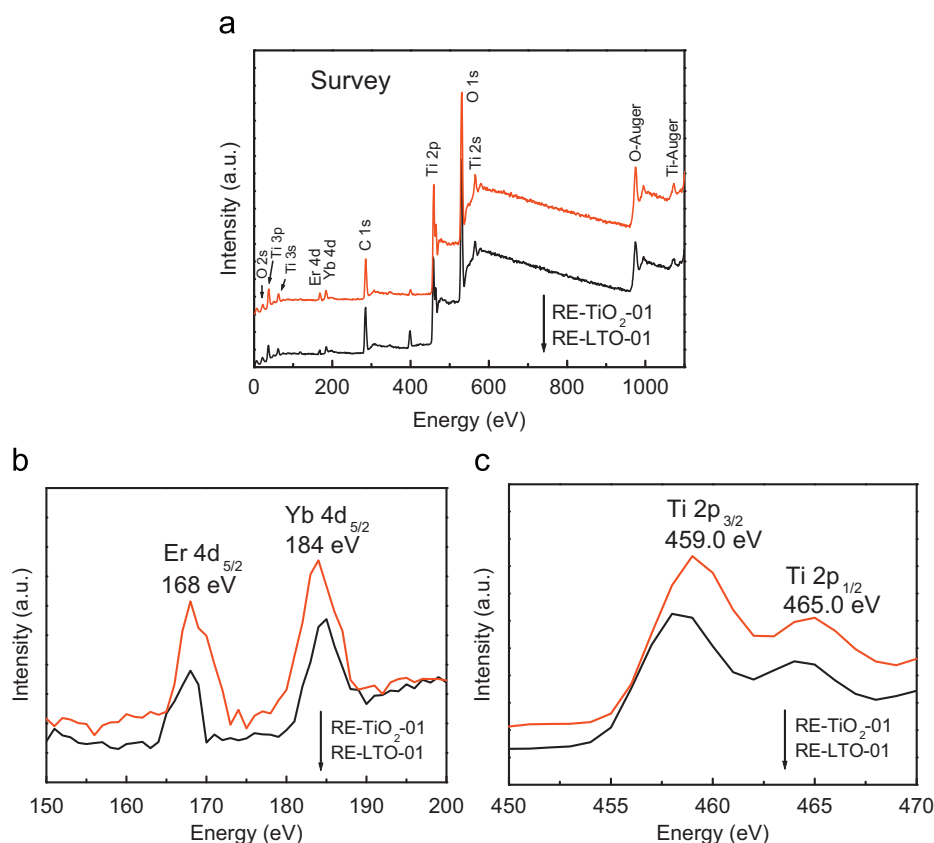 a
Survey
O 2s
Ti 3p
Ti 3s
Er 4d
Yb 4d
C 1s
Ti 2p
O 1s
Ti 2s
O-Auger
Ti-Auger
RE-TiO₂-01
RE-LTO-01
Intensity (a.u.)
0 200 400 600 800 1000
Energy (eV)
b
Er 4d₅/₂
168 eV
Yb 4d₅/₂
184 eV
RE-TiO₂-01
RE-LTO-01
Intensity (a.u.)
150 160 170 180 190 200
Energy (eV)
c
Ti 2p₃/₂
459.0 eV
Ti 2p₁/₂
465.0 eV
RE-TiO₂-01
RE-LTO-01
Intensity (a.u.)
450 455 460 465 470
Energy (eV)